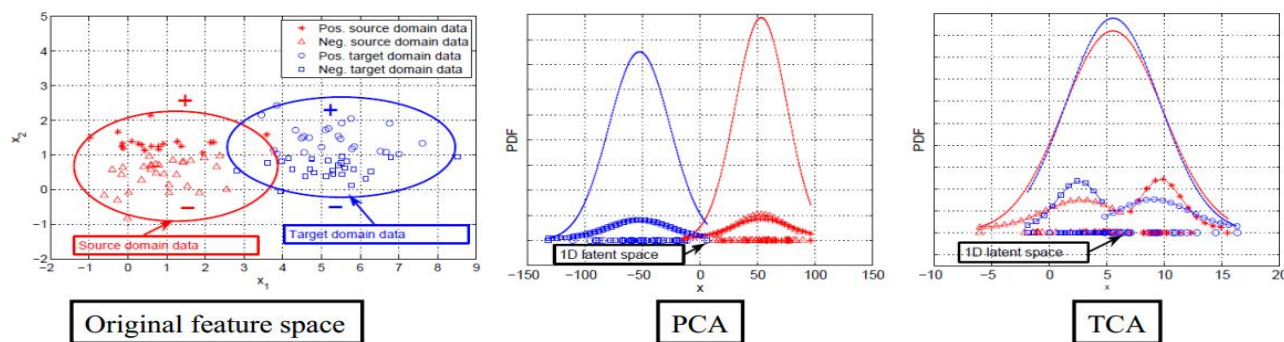 5
4
3
2
1
0
−1
−2
x2
−2 −1 0 1 2 3 4 5 6 7 8 9
x1
Pos. source domain data
Neg. source domain data
Pos. target domain data
Neg. target domain data
+
+
−
−
Source domain data
Target domain data
Original feature space
PDF
1D latent space
−150 −100 −50 0 50 100 150
x
PCA
PDF
1D latent space
−10 −5 0 5 10 15 20
x
TCA